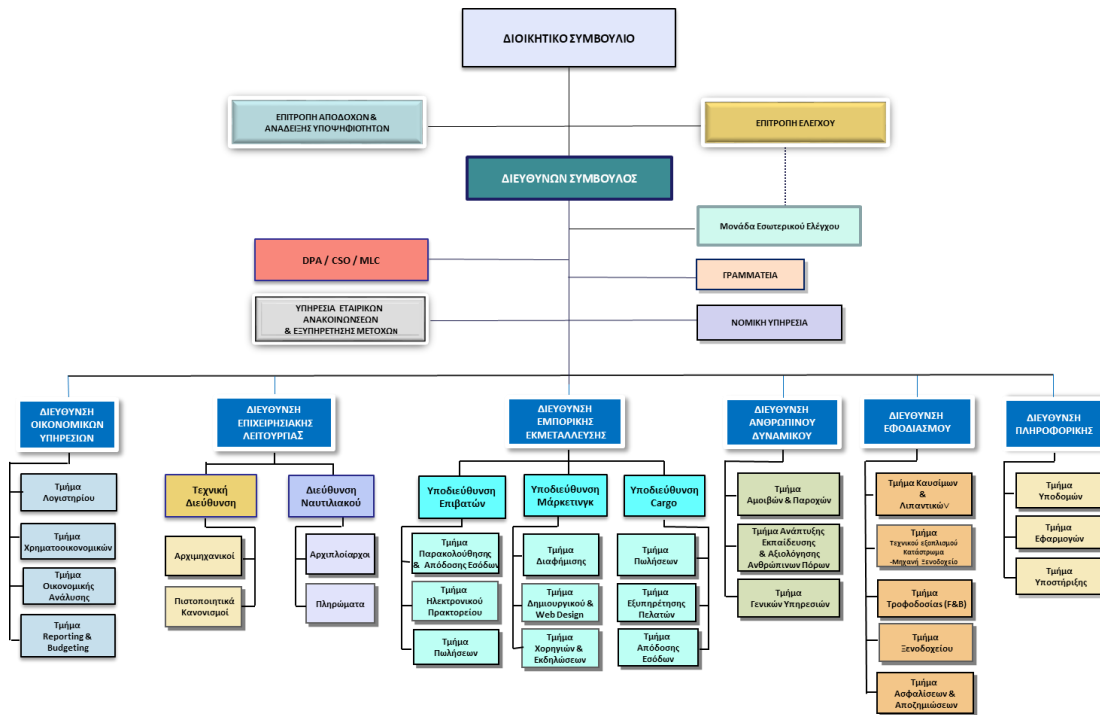 ΔΙΟΙΚΗΤΙΚΟ ΣΥΜΒΟΥΛΙΟ
ΕΠΙΤΡΟΠΗ ΑΠΟΔΟΧΩΝ &
ΑΝΑΔΕΙΞΗΣ ΥΠΟΨΗΦΙΟΤΗΤΩΝ
ΕΠΙΤΡΟΠΗ ΕΛΕΓΧΟΥ
ΔΙΕΥΘΥΝΩΝ ΣΥΜΒΟΥΛΟΣ
Μονάδα Εσωτερικού Ελέγχου
DPA / CSO / MLC
ΓΡΑΜΜΑΤΕΙΑ
ΥΠΗΡΕΣΙΑ ΕΤΑΙΡΙΚΩΝ
ΑΝΑΚΟΙΝΩΣΕΩΝ
& ΕΞΥΠΗΡΕΤΗΣΗΣ ΜΕΤΟΧΩΝ
ΝΟΜΙΚΗ ΥΠΗΡΕΣΙΑ
ΔΙΕΥΘΥΝΣΗ
ΟΙΚΟΝΟΜΙΚΩΝ
ΥΠΗΡΕΣΙΩΝ
ΔΙΕΥΘΥΝΣΗ
ΕΠΙΧΕΙΡΗΣΙΑΚΗΣ
ΛΕΙΤΟΥΡΓΙΑΣ
ΔΙΕΥΘΥΝΣΗ
ΕΜΠΟΡΙΚΗΣ
ΕΚΜΕΤΑΛΛΕΥΣΗΣ
ΔΙΕΥΘΥΝΣΗ
ΑΝΘΡΩΠΙΝΟΥ
ΔΥΝΑΜΙΚΟΥ
ΔΙΕΥΘΥΝΣΗ
ΕΦΟΔΙΑΣΜΟΥ
ΔΙΕΥΘΥΝΣΗ
ΠΛΗΡΟΦΟΡΙΚΗΣ
Τμήμα
Λογιστηρίου
Τμήμα
Χρηματοοικονομικών
Τμήμα
Οικονομικής
Ανάλυσης
Τμήμα
Reporting &
Budgeting
Τεχνική
Διεύθυνση
Αρχιμηχανικοί
Πιστοποιητικά
Κανονισμοί
Διεύθυνση
Ναυτιλιακού
Αρχιπλοίαρχοι
Πληρώματα
Υποδιεύθυνση
Επιβατών
Τμήμα
Παρακολούθησης
& Απόδοσης Εσόδων
Τμήμα
Ηλεκτρονικού
Πρακτορείου
Τμήμα
Πωλήσεων
Υποδιεύθυνση
Μάρκετινγκ
Τμήμα
Διαφήμισης
Τμήμα
Δημιουργικού &
Web Design
Τμήμα
Χορηγιών &
Εκδηλώσεων
Υποδιεύθυνση
Cargo
Τμήμα
Πωλήσεων
Τμήμα
Εξυπηρέτησης
Πελατών
Τμήμα
Απόδοσης
Εσόδων
Τμήμα
Αμοιβών & Παροχών
Τμήμα Ανάπτυξης
Εκπαίδευσης
& Αξιολόγησης
Ανθρώπινων Πόρων
Τμήμα
Γενικών Υπηρεσιών
Τμήμα Καυσίμων
&
Λιπαντικών
Τμήμα
Τεχνικού εξοπλισμού
Κατάστρωμα
-Μηχανή Ξενοδοχείο
Τμήμα
Τροφοδοσίας (F&B)
Τμήμα
Ξενοδοχείου
Τμήμα
Ασφαλίσεων &
Αποζημιώσεων
Τμήμα
Υποδομών
Τμήμα
Εφαρμογών
Τμήμα
Υποστήριξης